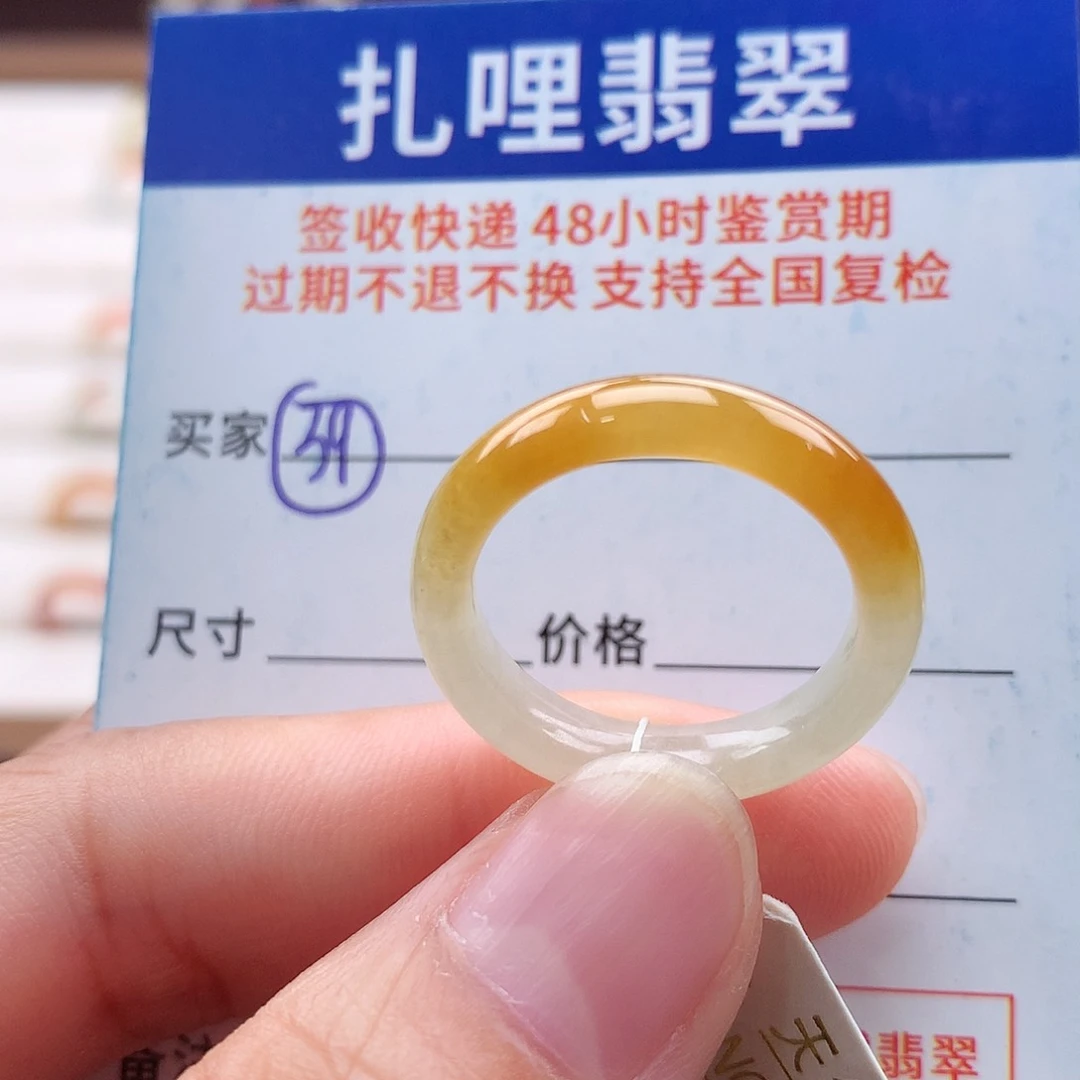 扎哩翡翠
签收快递 48小时鉴赏期
过期不退不换 支持全国复检
买家
尺寸 价格
翡翠
天